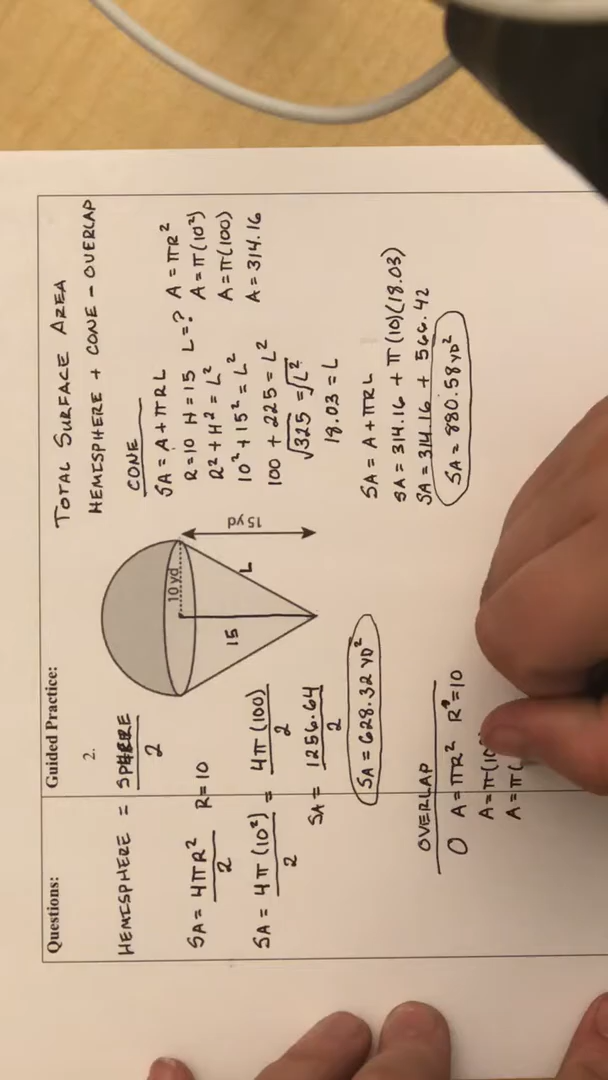 Questions:
Guided Practice:
TOTAL SURFACE AREA
HEMISPHERE + CONE - OVERLAP
2.
HEMISPHERE = SPHERE
2
SA = 4πR²
2
R=10
SA = 4π(10²) = 4π(100)
2 2
SA = 1256.64
2
SA = 628.32 YD²
10 yd
15
L
15 yd
CONE
SA = A + πRL
R=10 H=15 L=?
R² + H² = L²
10² + 15² = L²
100 + 225 = L²
√325 = √L²
18.03 = L
A = πR²
A = π(10²)
A = π(100)
A = 314.16
SA = A + πRL
SA = 314.16 + π(10)(18.03)
SA = 314.16 + 566.42
SA = 880.58 YD²
OVERLAP
O A = πR² R=10
A = π(10
A = π(